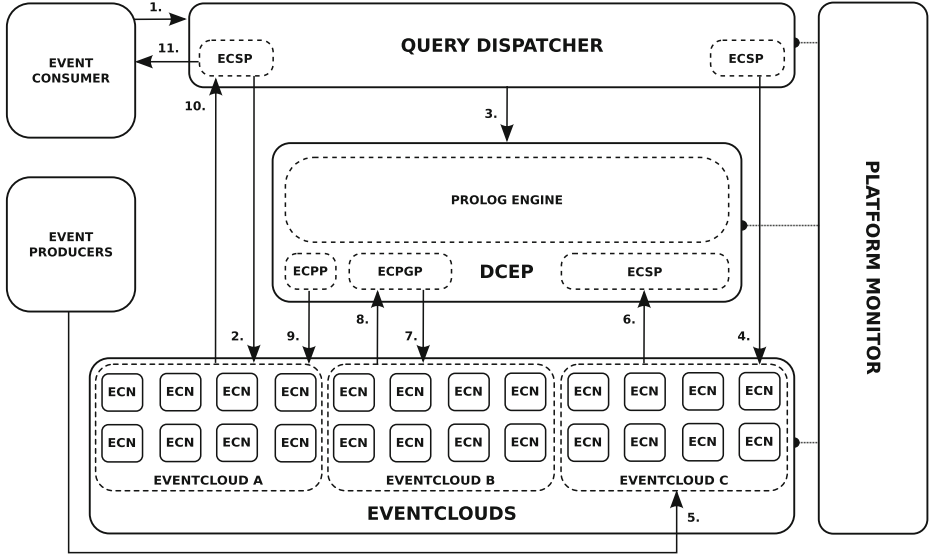 1.
EVENT
CONSUMER
11.
ECSP
QUERY DISPATCHER
ECSP
10.
3.
PROLOG ENGINE
PLATFORM MONITOR
EVENT
PRODUCERS
ECPP
ECPGP
DCEP
ECSP
2.
9.
8.
7.
6.
4.
ECN ECN ECN ECN ECN ECN ECN ECN ECN ECN ECN ECN
ECN ECN ECN ECN ECN ECN ECN ECN ECN ECN ECN ECN
EVENTCLOUD A
EVENTCLOUD B
EVENTCLOUD C
EVENTCLOUDS
5.